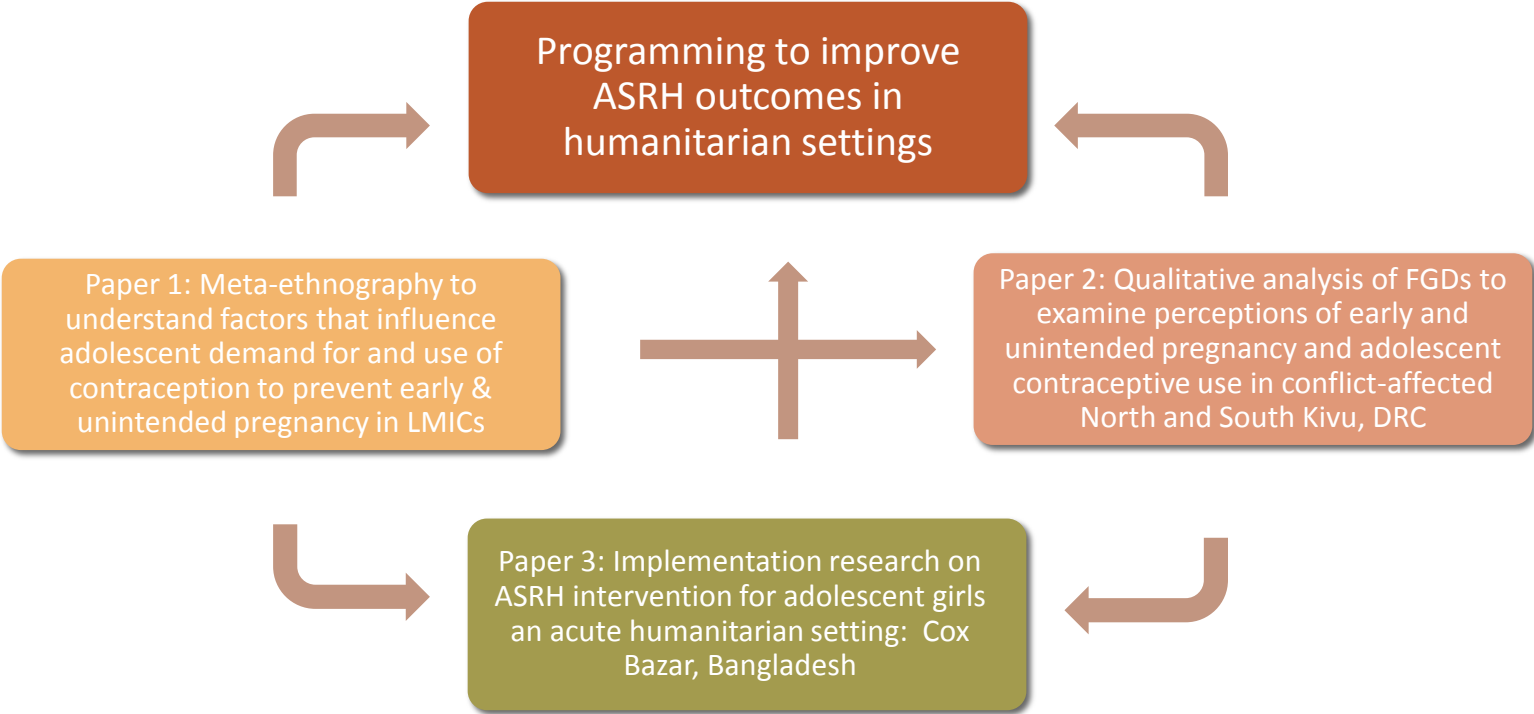 Programming to improve
ASRH outcomes in
humanitarian settings
Paper 1: Meta-ethnography to
understand factors that influence
adolescent demand for and use of
contraception to prevent early &
unintended pregnancy in LMICs
Paper 2: Qualitative analysis of FGDs to
examine perceptions of early and
unintended pregnancy and adolescent
contraceptive use in conflict-affected
North and South Kivu, DRC
Paper 3: Implementation research on
ASRH intervention for adolescent girls
an acute humanitarian setting:  Cox
Bazar, Bangladesh